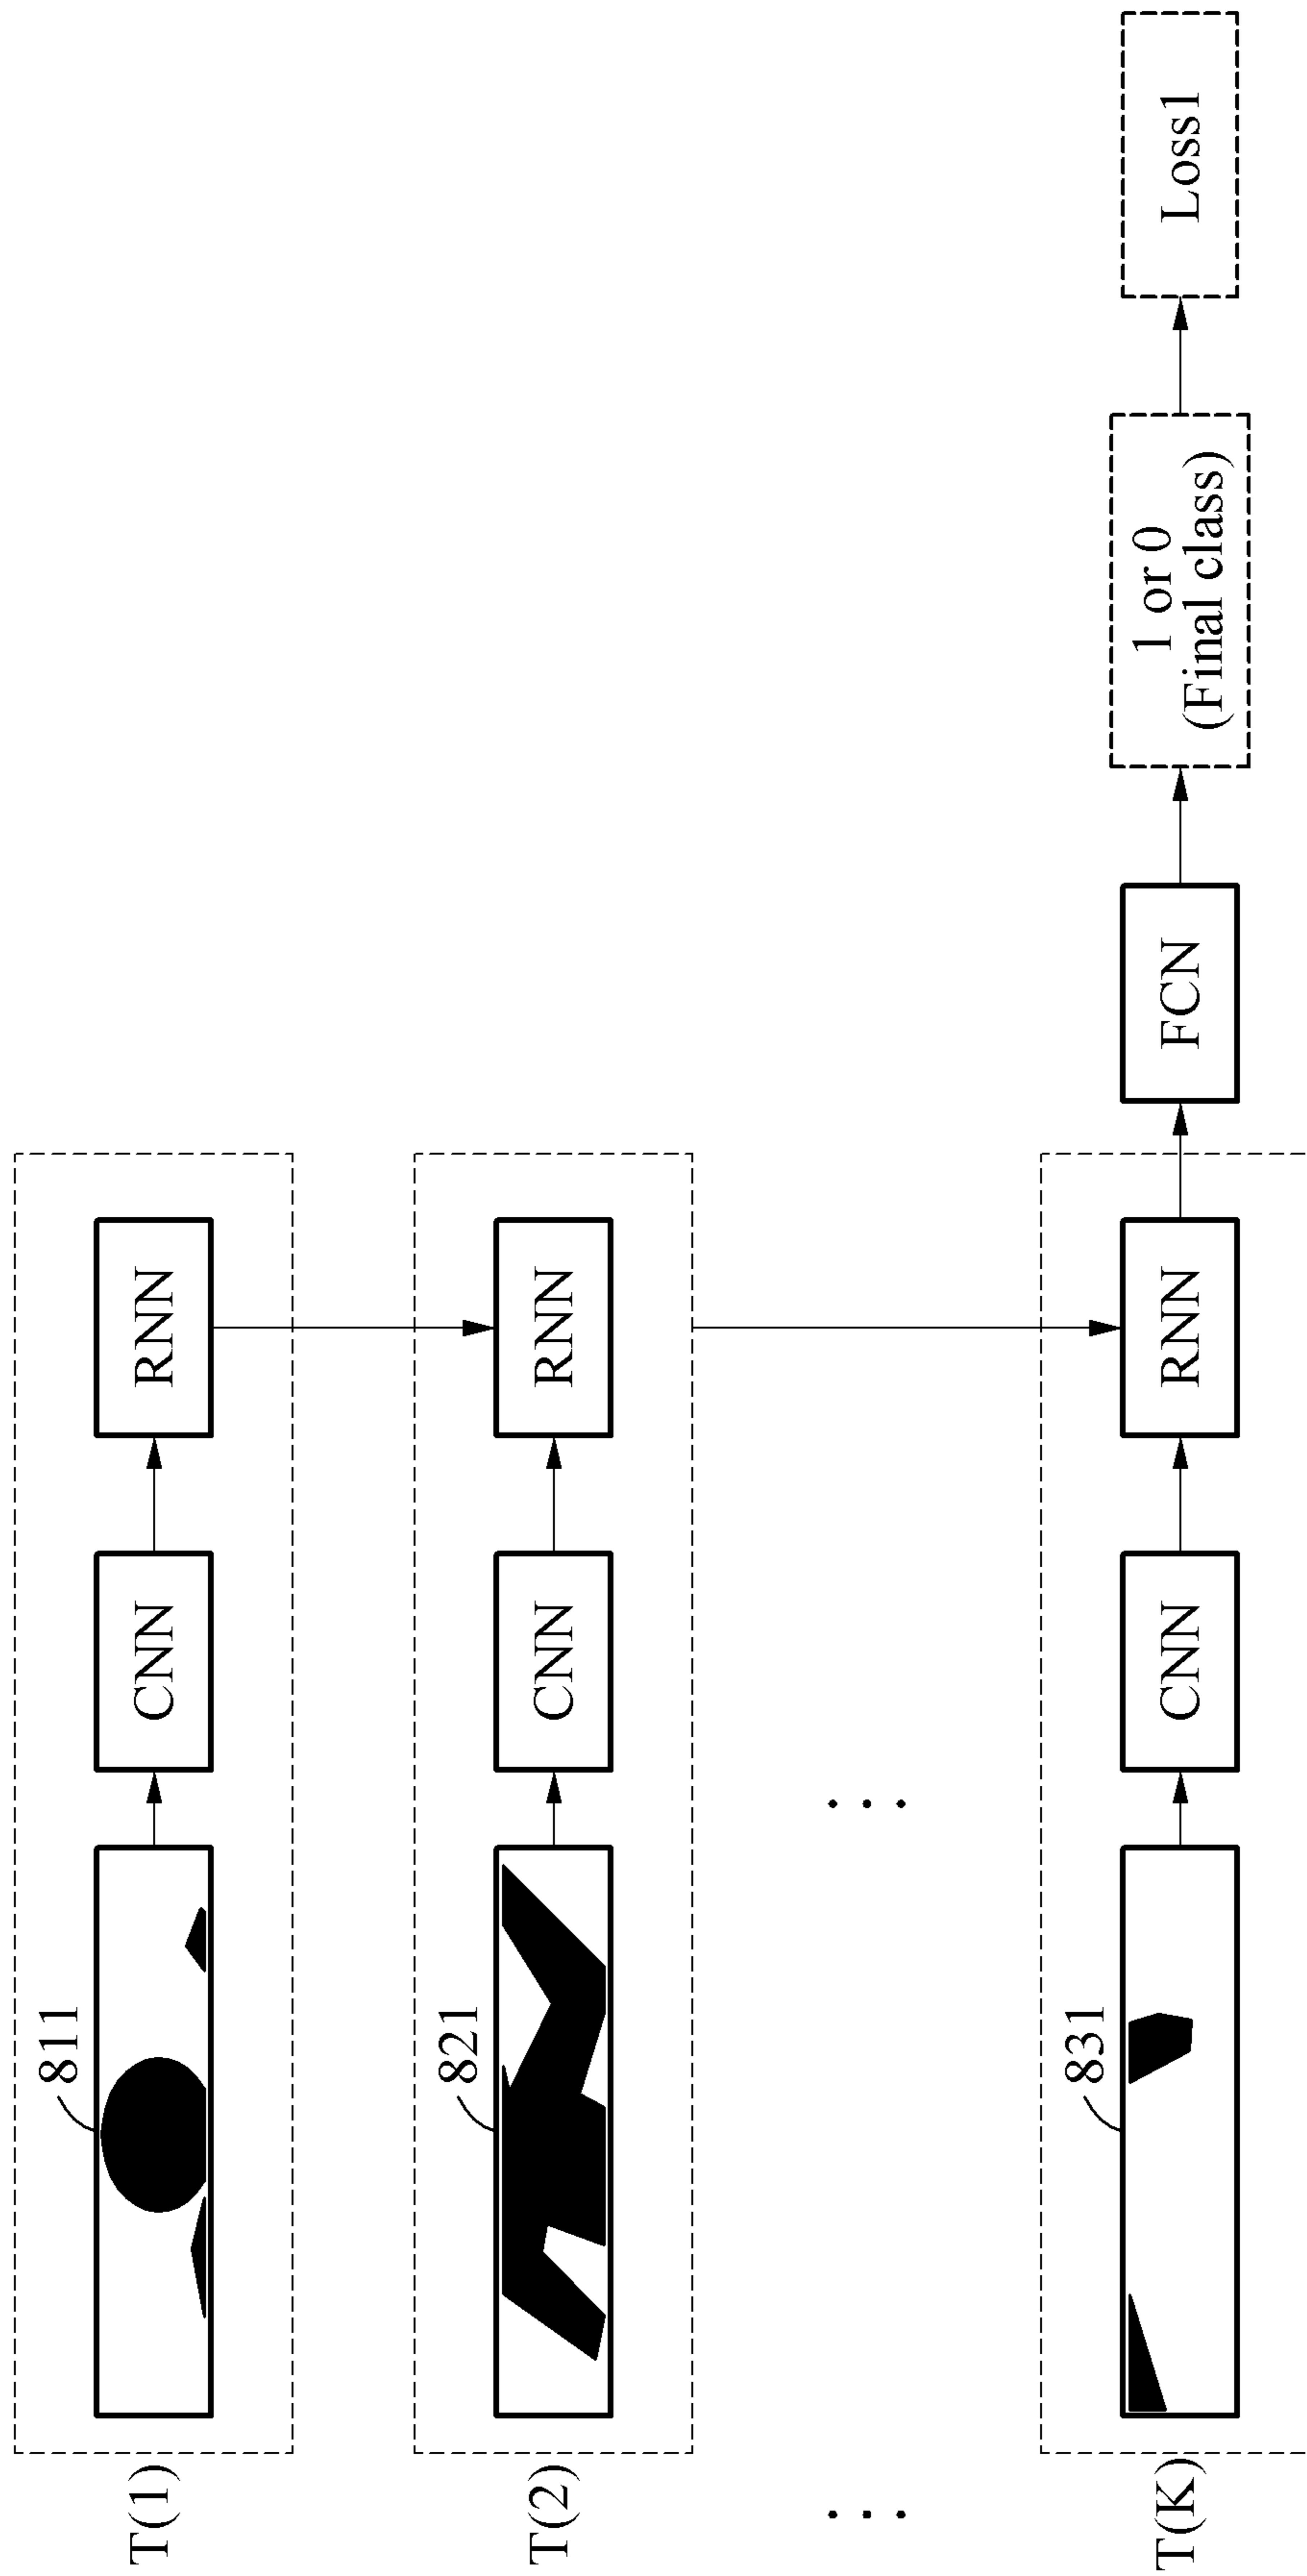 T(1)
811
CNN
RNN
T(2)
821
CNN
RNN
...
...
T(K)
831
CNN
RNN
FCN
1 or 0
(Final class)
Loss1